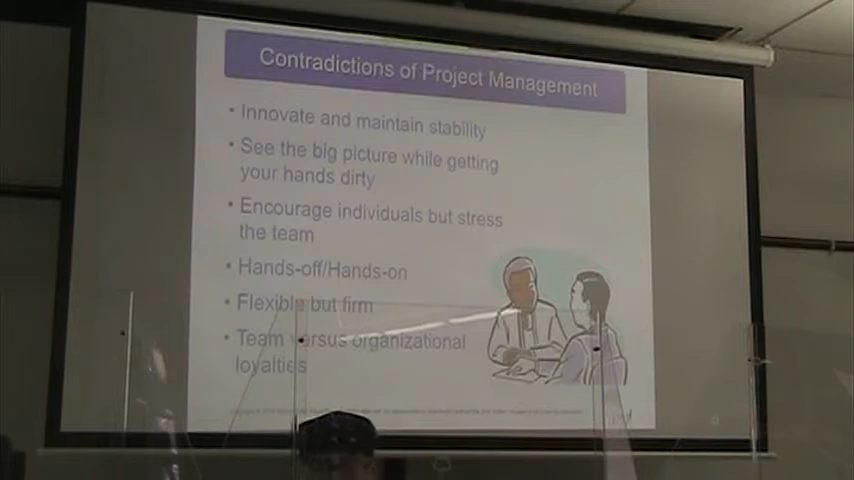 Contradictions of Project Management
• Innovate and maintain stability
• See the big picture while getting
your hands dirty
• Encourage individuals but stress
the team
• Hands-off/Hands-on
• Flexible but firm
• Team versus organizational
loyalties